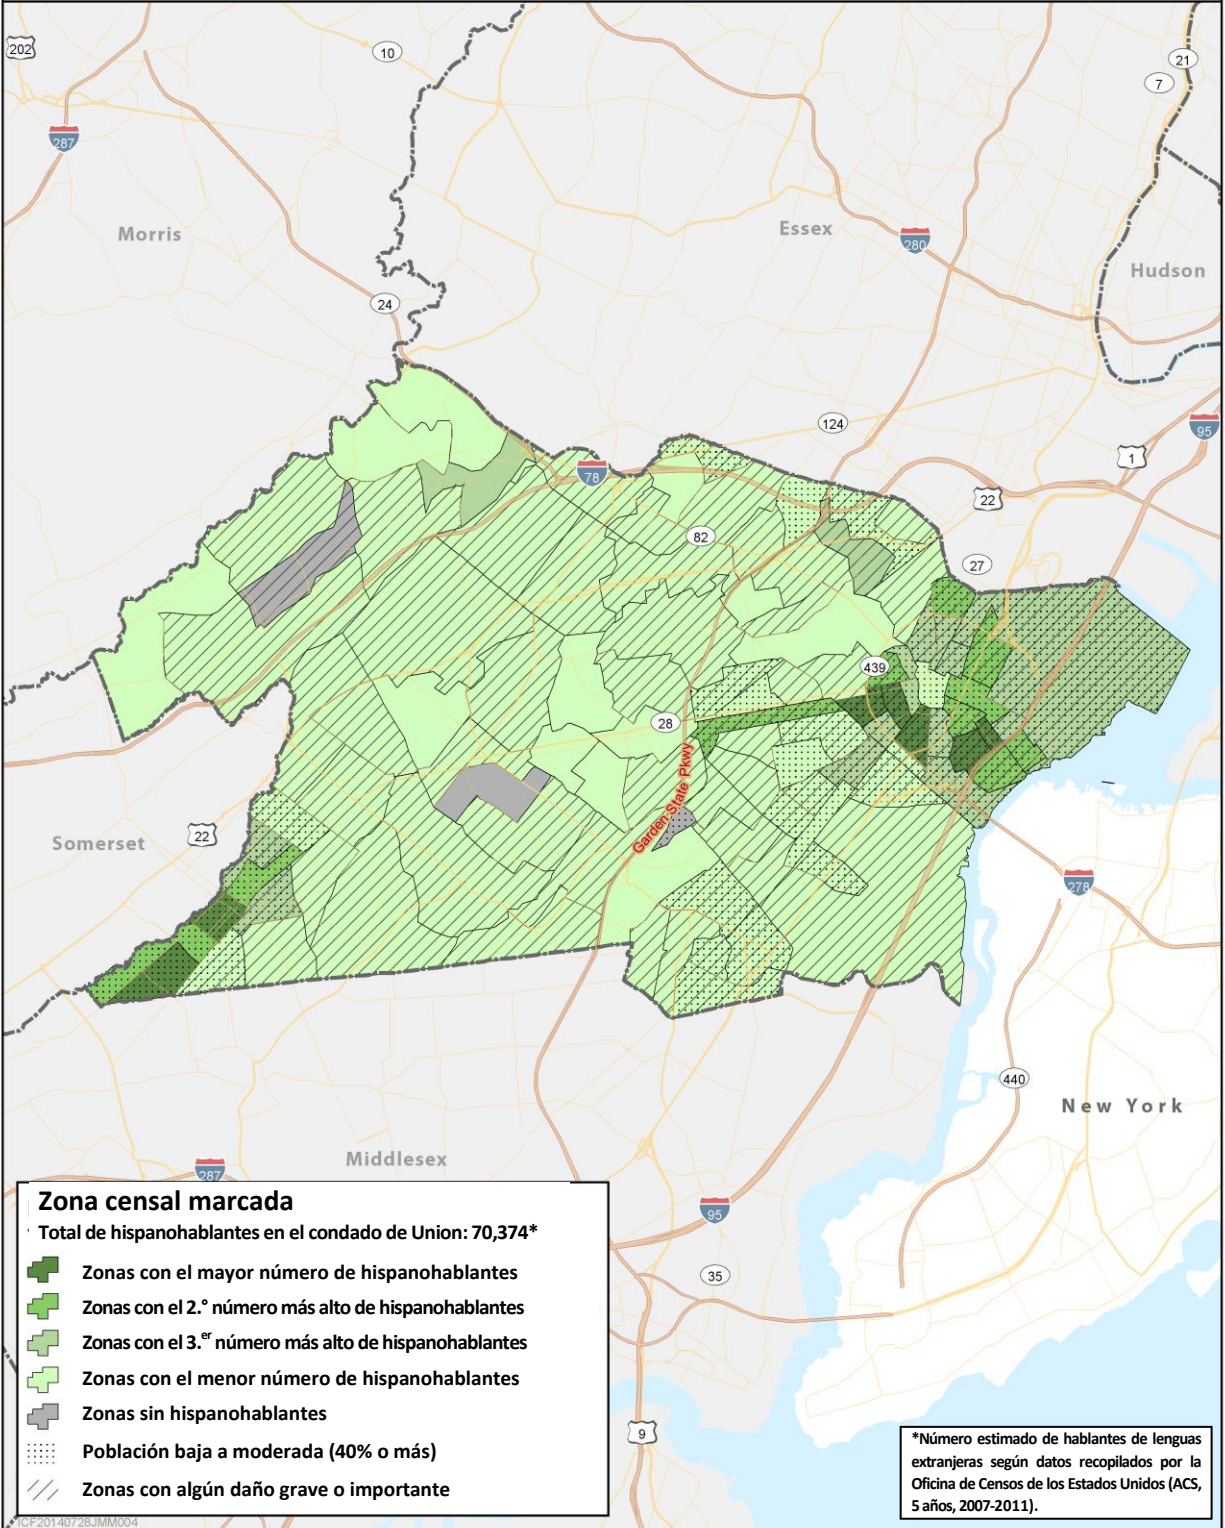 202
10
21
7
287
Morris
Essex
280
Hudson
24
124
95
1
78
22
82
27
439
28
Garden State Pkwy
Somerset
22
278
440
New York
Middlesex
287
95
35
9
Zona censal marcada
Total de hispanohablantes en el condado de Union: 70,374*
Zonas con el mayor número de hispanohablantes
Zonas con el 2.° número más alto de hispanohablantes
Zonas con el 3.er número más alto de hispanohablantes
Zonas con el menor número de hispanohablantes
Zonas sin hispanohablantes
Población baja a moderada (40% o más)
Zonas con algún daño grave o importante
*Número estimado de hablantes de lenguas
extranjeras según datos recopilados por la
Oficina de Censos de los Estados Unidos (ACS,
5 años, 2007-2011).
ICF20140728JMM004